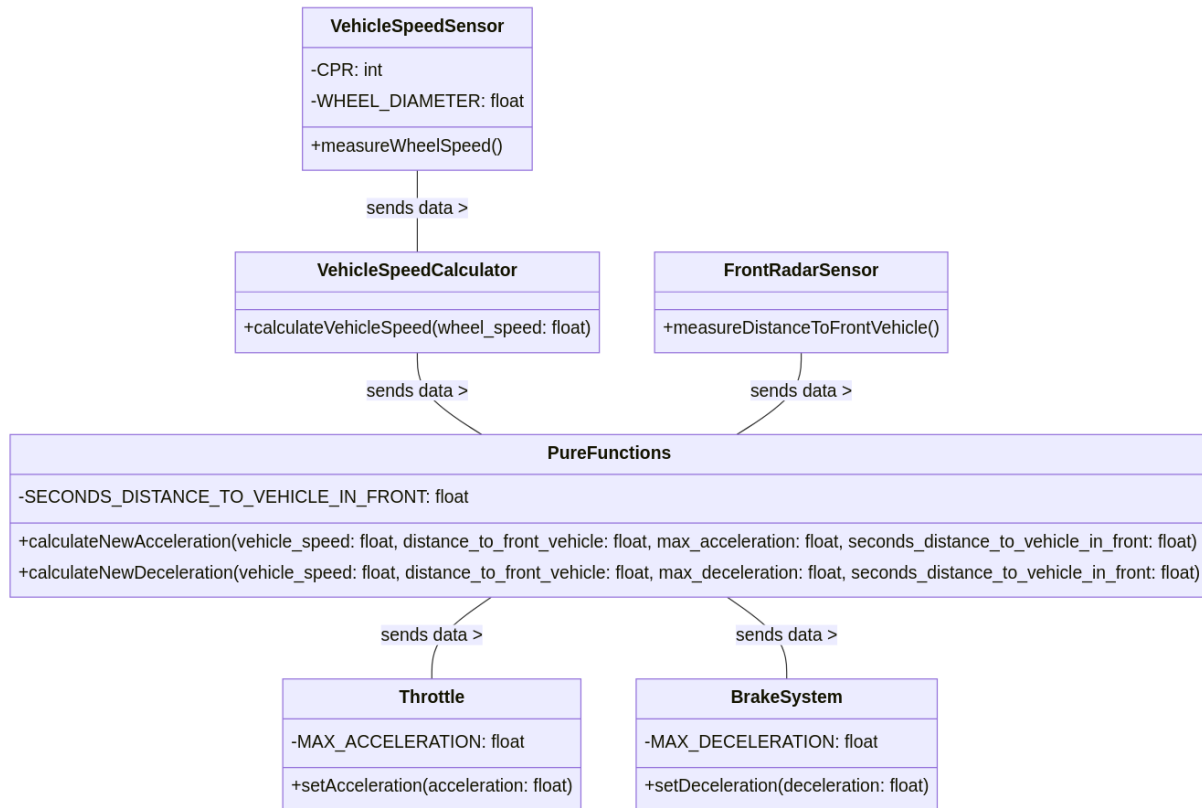 VehicleSpeedSensor
-CPR: int
-WHEEL_DIAMETER: float
+measureWheelSpeed()
sends data >
VehicleSpeedCalculator
+calculateVehicleSpeed(wheel_speed: float)
FrontRadarSensor
+measureDistanceToFrontVehicle()
sends data >
sends data >
PureFunctions
-SECONDS_DISTANCE_TO_VEHICLE_IN_FRONT: float
+calculateNewAcceleration(vehicle_speed: float, distance_to_front_vehicle: float, max_acceleration: float, seconds_distance_to_vehicle_in_front: float)
+calculateNewDeceleration(vehicle_speed: float, distance_to_front_vehicle: float, max_deceleration: float, seconds_distance_to_vehicle_in_front: float)
sends data >
sends data >
Throttle
-MAX_ACCELERATION: float
+setAcceleration(acceleration: float)
BrakeSystem
-MAX_DECELERATION: float
+setDeceleration(deceleration: float)